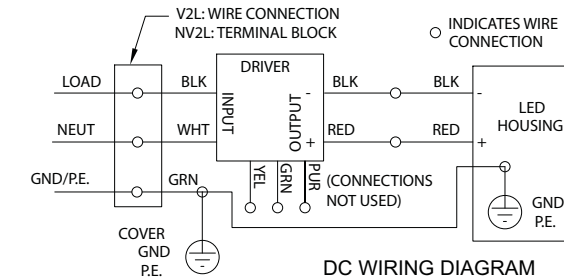 V2L: WIRE CONNECTION
NV2L: TERMINAL BLOCK
INDICATES WIRE
CONNECTION
LOAD
BLK
DRIVER
BLK
BLK
-
-
INPUT
OUTPUT
LED
HOUSING
NEUT
WHT
+
RED
RED
+
GND/P.E.
GRN
YEL
GRN
PUR
(CONNECTIONS
NOT USED)
COVER
GND
P.E.
GND
P.E.
DC WIRING DIAGRAM